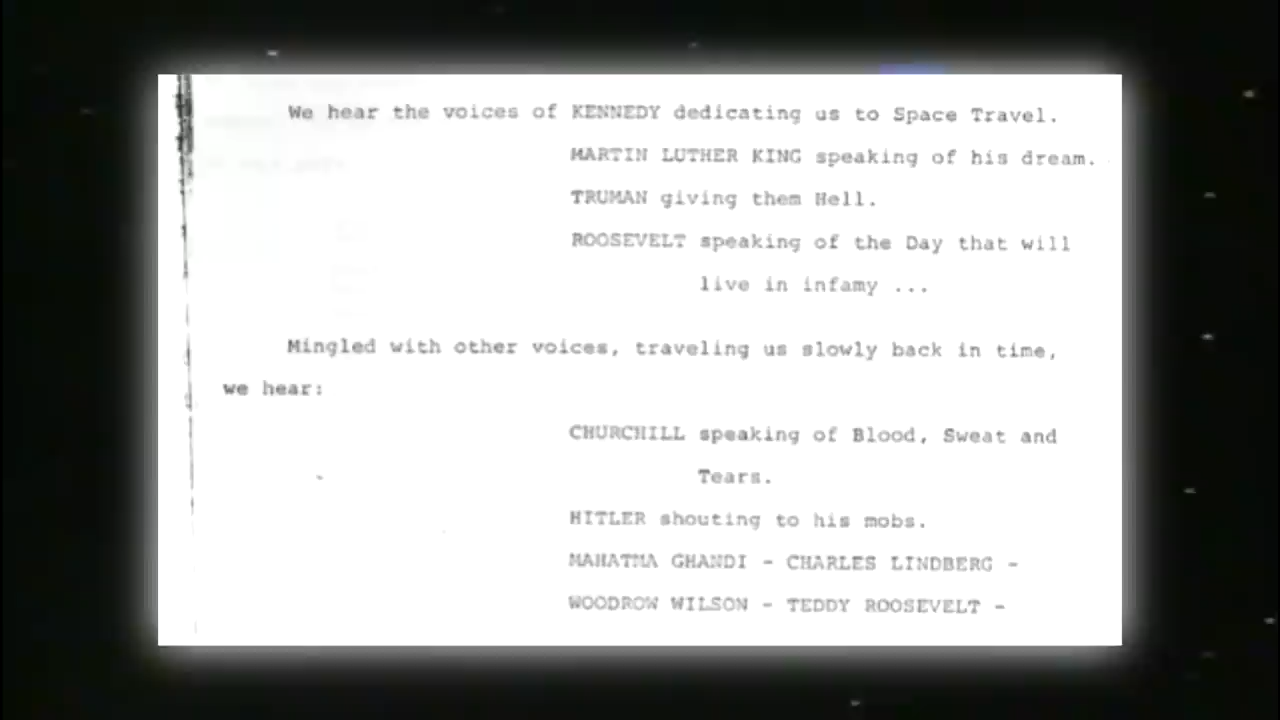 We hear the voices of KENNEDY dedicating us to Space Travel.
MARTIN LUTHER KING speaking of his dream.
TRUMAN giving them Hell.
ROOSEVELT speaking of the Day that will
live in infamy ...
Mingled with other voices, traveling us slowly back in time,
we hear:
CHURCHILL speaking of Blood, Sweat and
Tears.
HITLER shouting to his mobs.
MAHATMA GHANDI - CHARLES LINDBERG -
WOODROW WILSON - TEDDY ROOSEVELT -